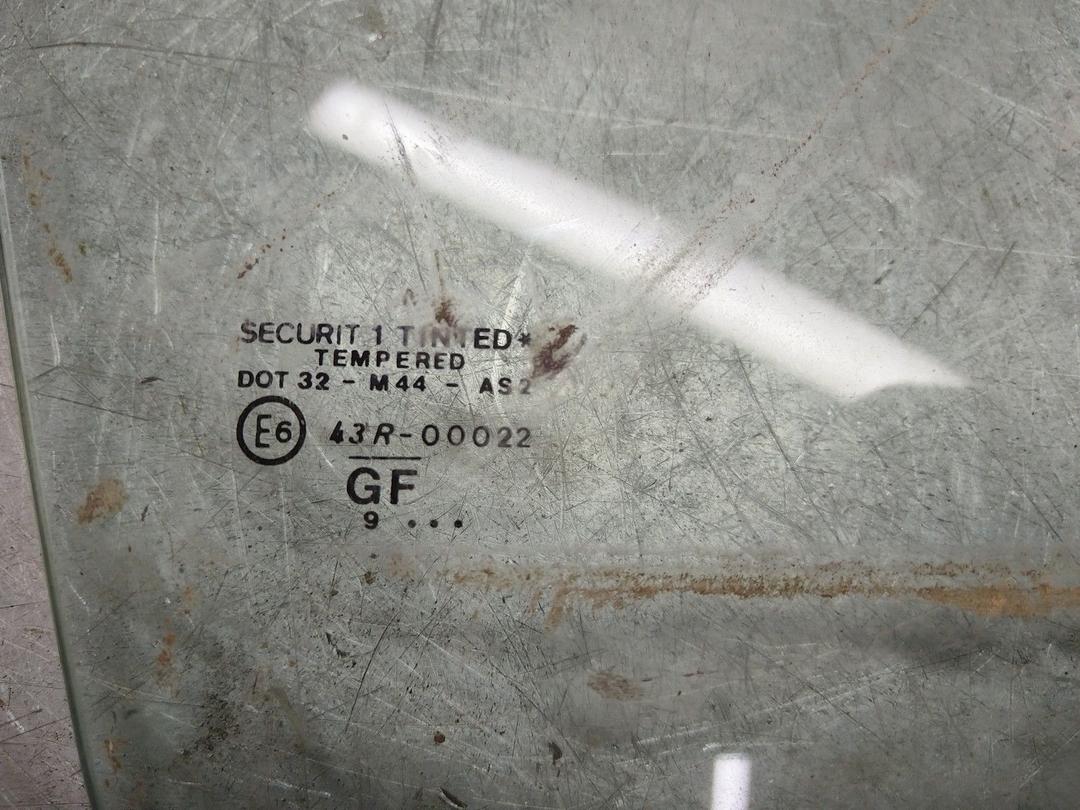 SECURIT 1 TINTED*
TEMPERED
DOT 32 - M44 - AS2
E6 43R-00022
GF
9 ...